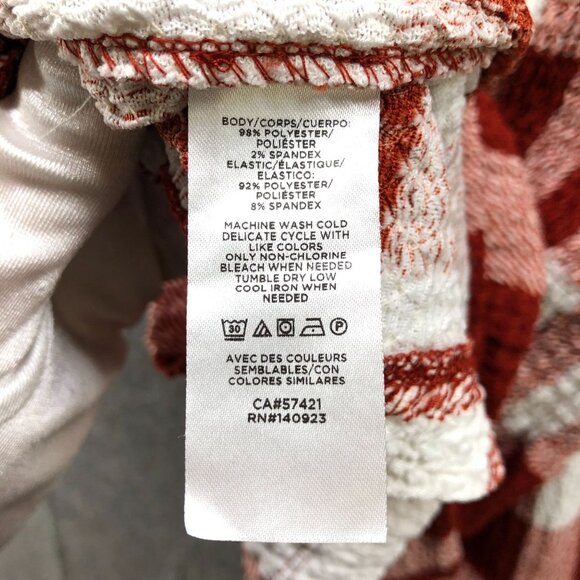 BODY/CORPS/CUERPO:
98% POLYESTER/
POLIÉSTER
2% SPANDEX
ELASTIC/ÉLASTIQUE/
ELASTICO:
92% POLYESTER/
POLIÉSTER
8% SPANDEX
MACHINE WASH COLD
DELICATE CYCLE WITH
LIKE COLORS
ONLY NON-CHLORINE
BLEACH WHEN NEEDED
TUMBLE DRY LOW
COOL IRON WHEN
NEEDED
30 P
AVEC DES COULEURS
SEMBLABLES/CON
COLORES SIMILARES
CA#57421
RN#140923